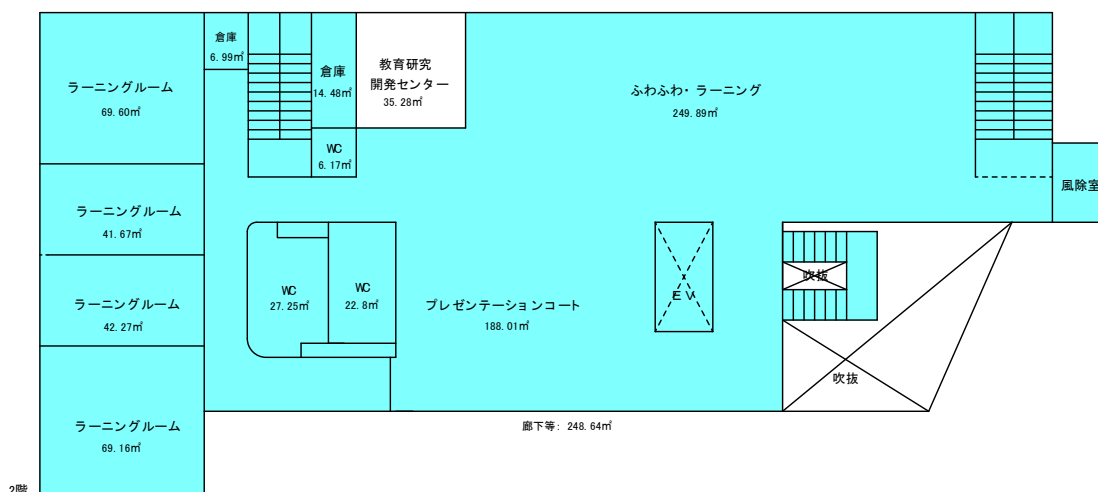 倉庫
6.99㎡
ラーニングルーム
69.60㎡
倉庫
14.48㎡
教育研究
開発センター
35.28㎡
ふわふわ・ラーニング
249.89㎡
WC
6.17㎡
風除室
ラーニングルーム
41.67㎡
吹抜
WC
27.25㎡
WC
22.8㎡
プレゼンテーションコート
188.01㎡
EV
ラーニングルーム
42.27㎡
吹抜
ラーニングルーム
69.16㎡
廊下等: 248.64㎡
2階